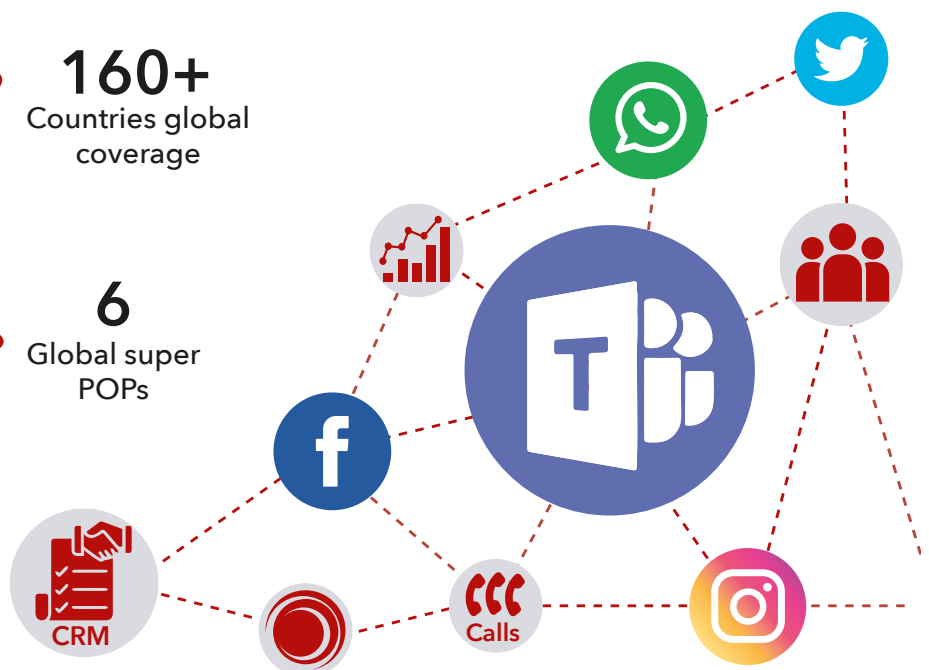 160+
Countries global
coverage
6
Global super
POPs
T
f
CRM
Calls